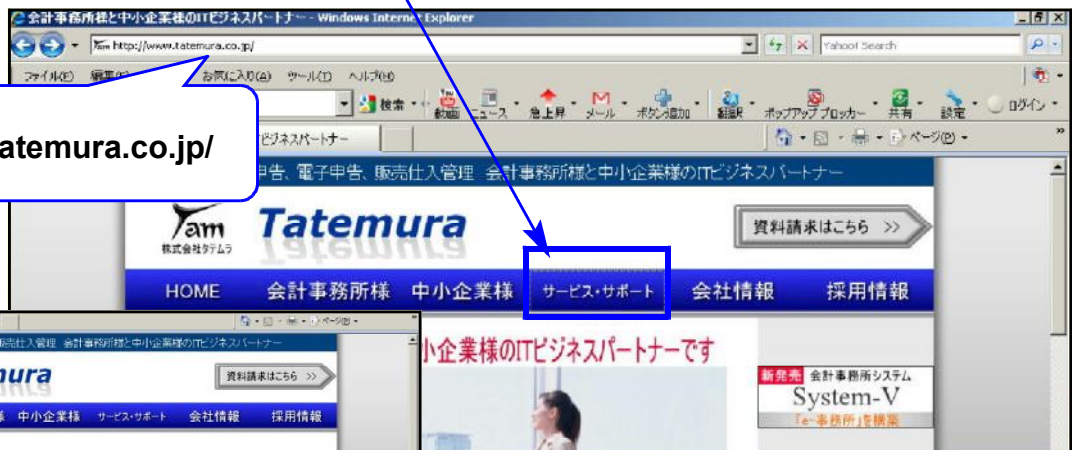 会計事務所様と中小企業様のITビジネスパートナー - Windows Internet Explorer
http://www.tatemura.co.jp/
Yahoo! Search
ファイル(F) 編集(E) お気に入り(A) ツール(T) ヘルプ(H)
検索 動画 ニュース 急上昇 メール ボタン追加 翻訳 ポップアップブロッカー 共有 設定 ログイン
atemura.co.jp/
ビジネスパートナー
ページ(P)
申告、電子申告、販売仕入管理 会計事務所様と中小企業様のITビジネスパートナー
Tam
株式会社タテムラ
Tatemura
資料請求はこちら >>
HOME 会計事務所様 中小企業様 サービス・サポート 会社情報 採用情報
ページ(P)
販売仕入管理 会計事務所様と中小企業様のITビジネスパートナー
mura
資料請求はこちら >>
様 中小企業様 サービス・サポート 会社情報 採用情報
小企業様のITビジネスパートナーです
新発売 会計事務所システム
System-V
「e-事務所」を構築